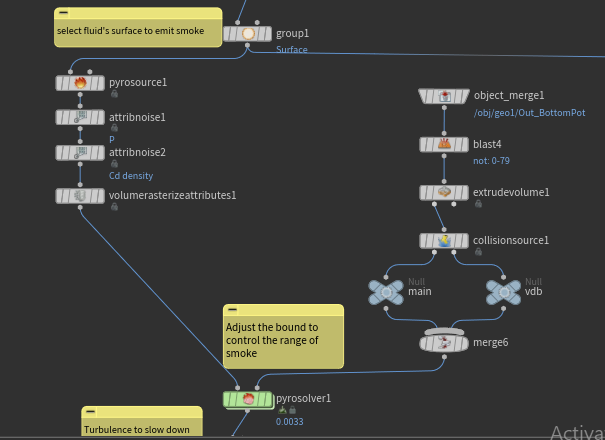 select fluid's surface to emit smoke
group1
Surface
pyrosource1
attribnoise1
P
attribnoise2
Cd density
volumerasterizeattributes1
object_merge1
/obj/geo1/Out_BottomPot
blast4
not: 0-79
extrudevolume1
collisionsource1
Null
main
Null
vdb
merge6
Adjust the bound to
control the range of
smoke
pyrosolver1
0.0033
Turbulence to slow down
Activa